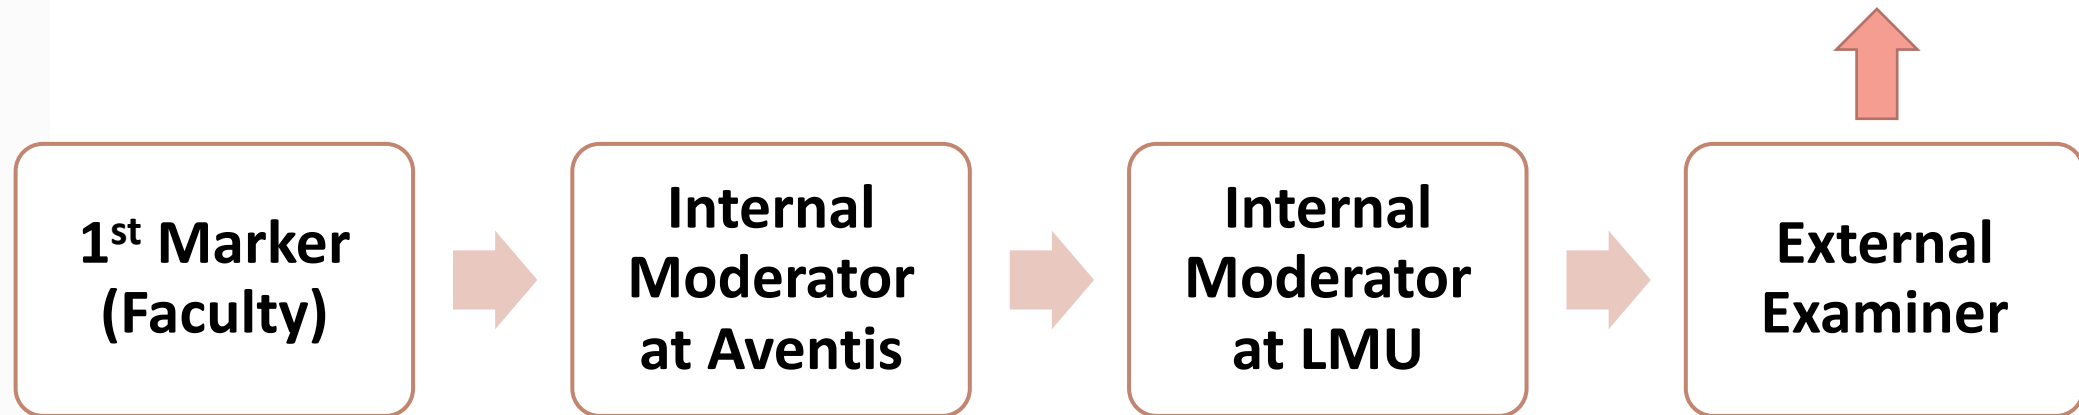 1st Marker
(Faculty)
Internal
Moderator
at Aventis
Internal
Moderator
at LMU
External
Examiner